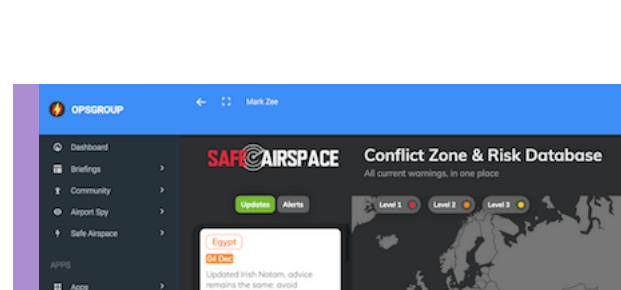 OPSGROUP
Mark Zee
Dashboard
Briefings
Community
Airport Spy
Safe Airspace
APPS
Apps
SAFE AIRSPACE
Conflict Zone & Risk Database
All current warnings, in one place
Updates Alerts
Level 1 Level 2 Level 3
Egypt
04 Dec
Updated Irish Notam, advice
remains the same: avoid